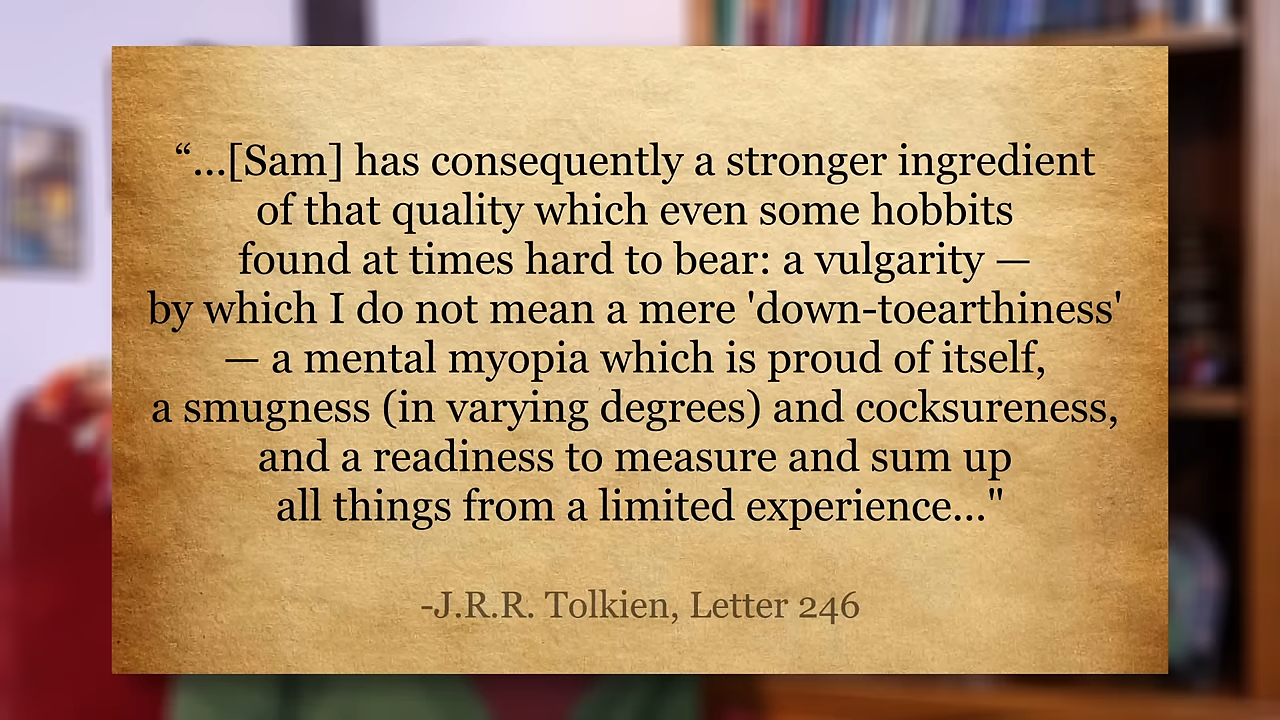 “...[Sam] has consequently a stronger ingredient
of that quality which even some hobbits
found at times hard to bear: a vulgarity —
by which I do not mean a mere 'down-toearthiness'
— a mental myopia which is proud of itself,
a smugness (in varying degrees) and cocksureness,
and a readiness to measure and sum up
all things from a limited experience..."
-J.R.R. Tolkien, Letter 246